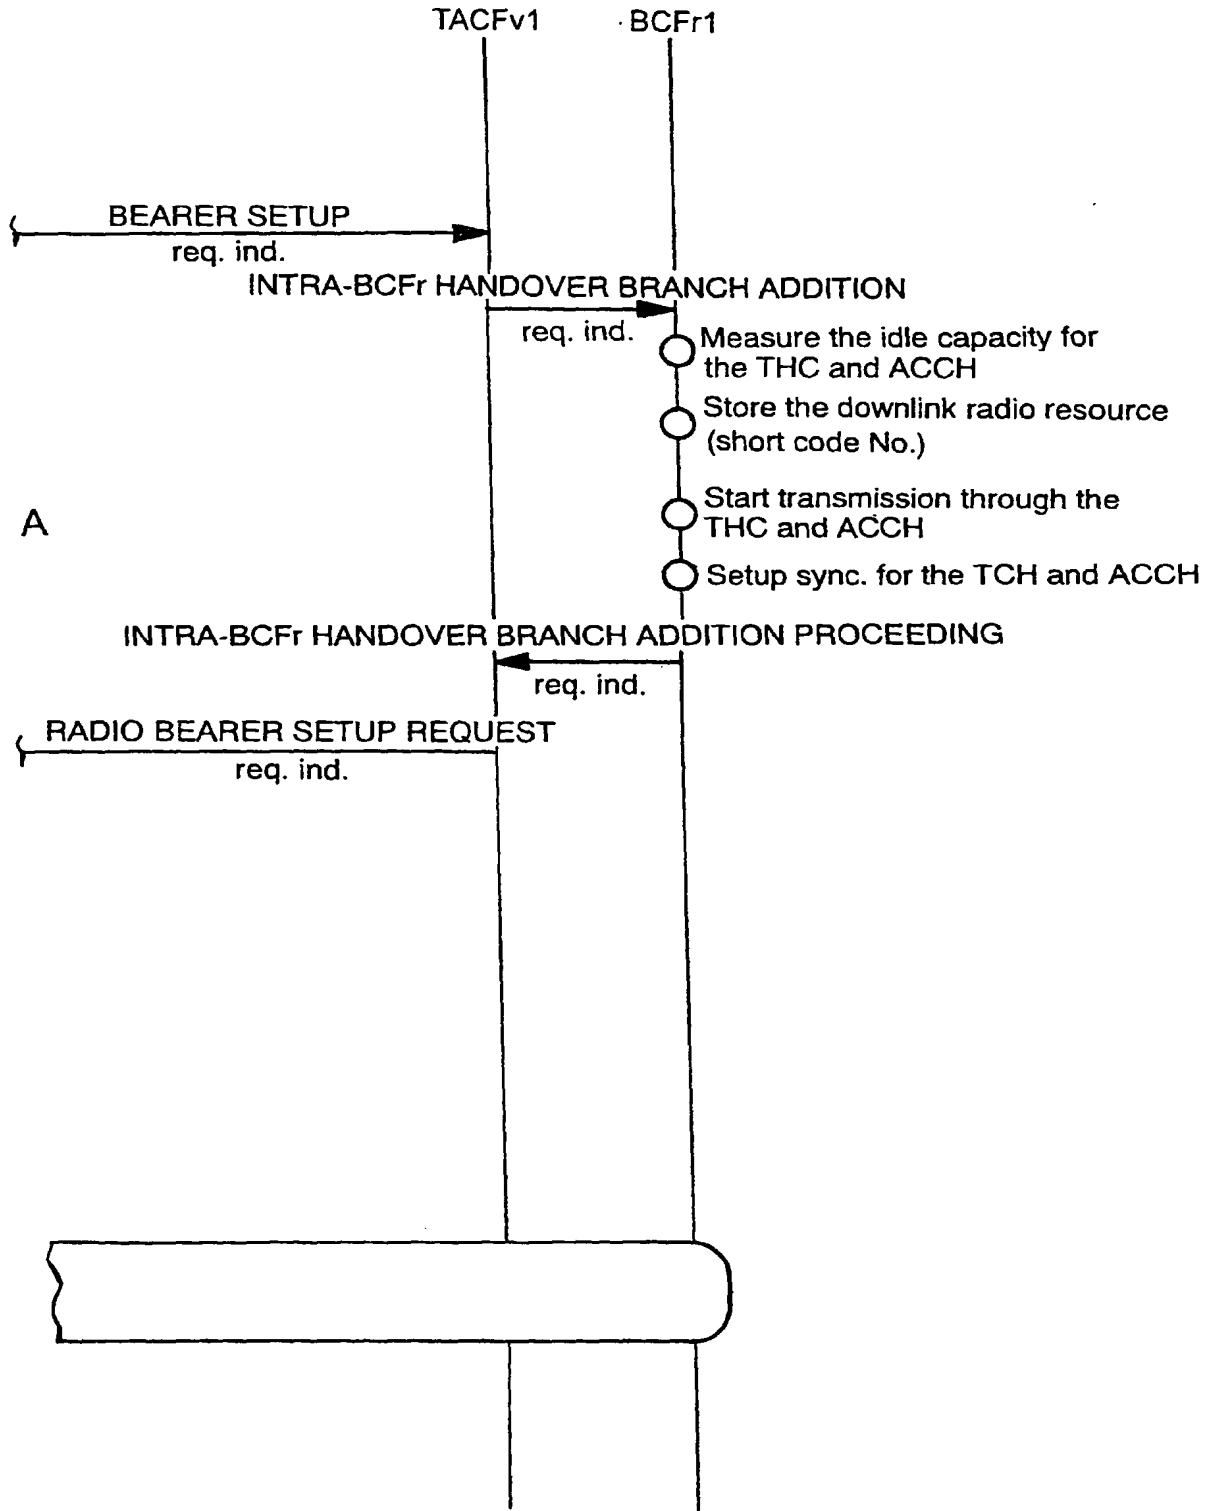 TACFv1 BCFr1
BEARER SETUP
req. ind.
INTRA-BCFr HANDOVER BRANCH ADDITION
req. ind.
Measure the idle capacity for
the THC and ACCH
Store the downlink radio resource
(short code No.)
A
Start transmission through the
THC and ACCH
Setup sync. for the TCH and ACCH
INTRA-BCFr HANDOVER BRANCH ADDITION PROCEEDING
req. ind.
RADIO BEARER SETUP REQUEST
req. ind.